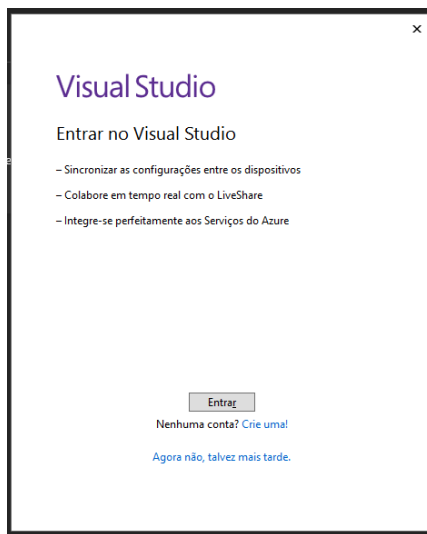 Visual Studio
Entrar no Visual Studio
– Sincronizar as configurações entre os dispositivos
– Colabore em tempo real com o LiveShare
– Integre-se perfeitamente aos Serviços do Azure
Entrar
Nenhuma conta? Crie uma!
Agora não, talvez mais tarde.